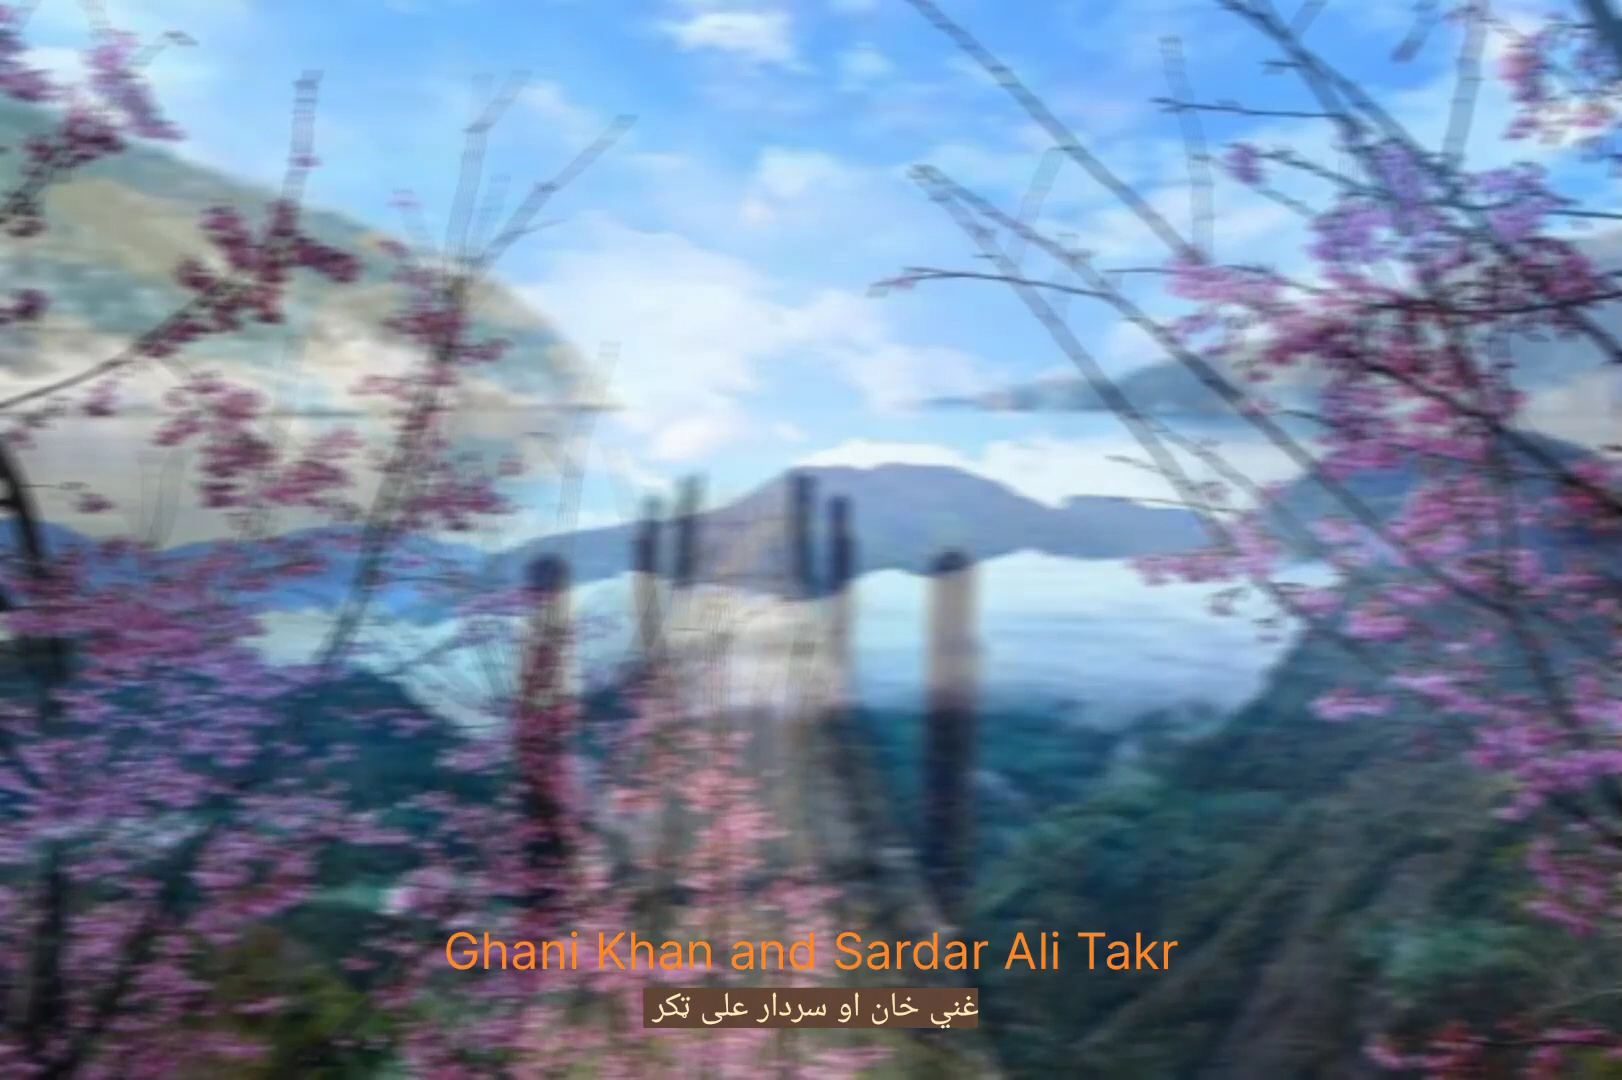 Ghani Khan and Sardar Ali Takr
غني خان او سردار علی ټکر